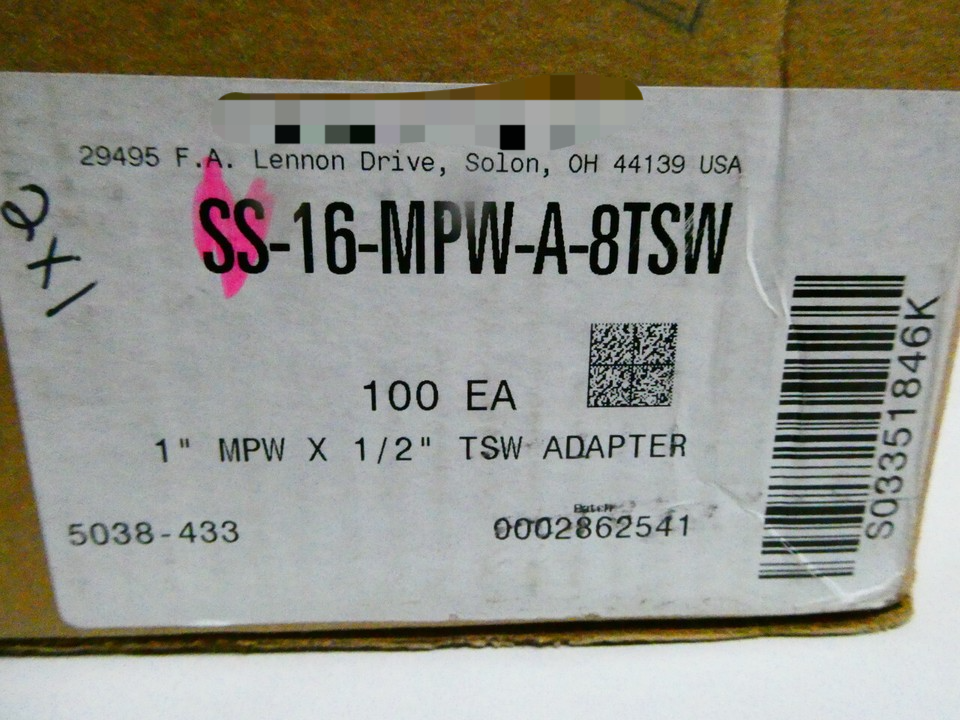 29495 F.A. Lennon Drive, Solon, OH 44139 USA
SS-16-MPW-A-8TSW
100 EA
1" MPW X 1/2" TSW ADAPTER
5038-433
Batch
0002862541
S03351846K